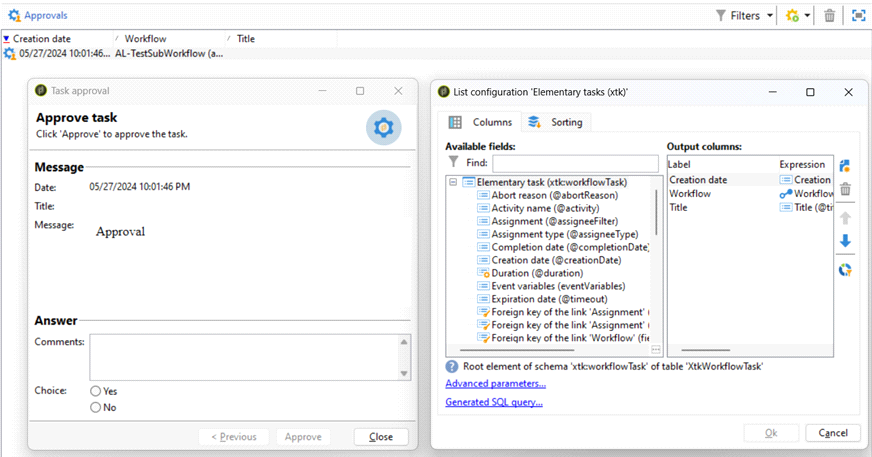 Approvals
Filters
Creation date / Workflow / Title
05/27/2024 10:01:46... AL-TestSubWorkflow (a...
Task approval
Approve task
Click 'Approve' to approve the task.
Message
Date: 05/27/2024 10:01:46 PM
Title:
Message: Approval
Answer
Comments:
Choice: Yes
No
< Previous
Approve
Close
List configuration 'Elementary tasks (xtk)'
Columns
Sorting
Available fields:
Find:
Elementary task (xtk:workflowTask)
Abort reason (@abortReason)
Activity name (@activity)
Assignment (@assigneeFilter)
Assignment type (@assigneeType)
Completion date (@completionDate)
Creation date (@creationDate)
Duration (@duration)
Event variables (eventVariables)
Expiration date (@timeout)
Foreign key of the link 'Assignment' (
Foreign key of the link 'Assignment' (
Foreign key of the link 'Workflow' (fie
Output columns:
Label Expression
Creation date Creation
Workflow Workflow
Title Title (@ti
Root element of schema 'xtk:workflowTask' of table 'XtkWorkflowTask'
Advanced parameters...
Generated SQL query...
Ok
Cancel